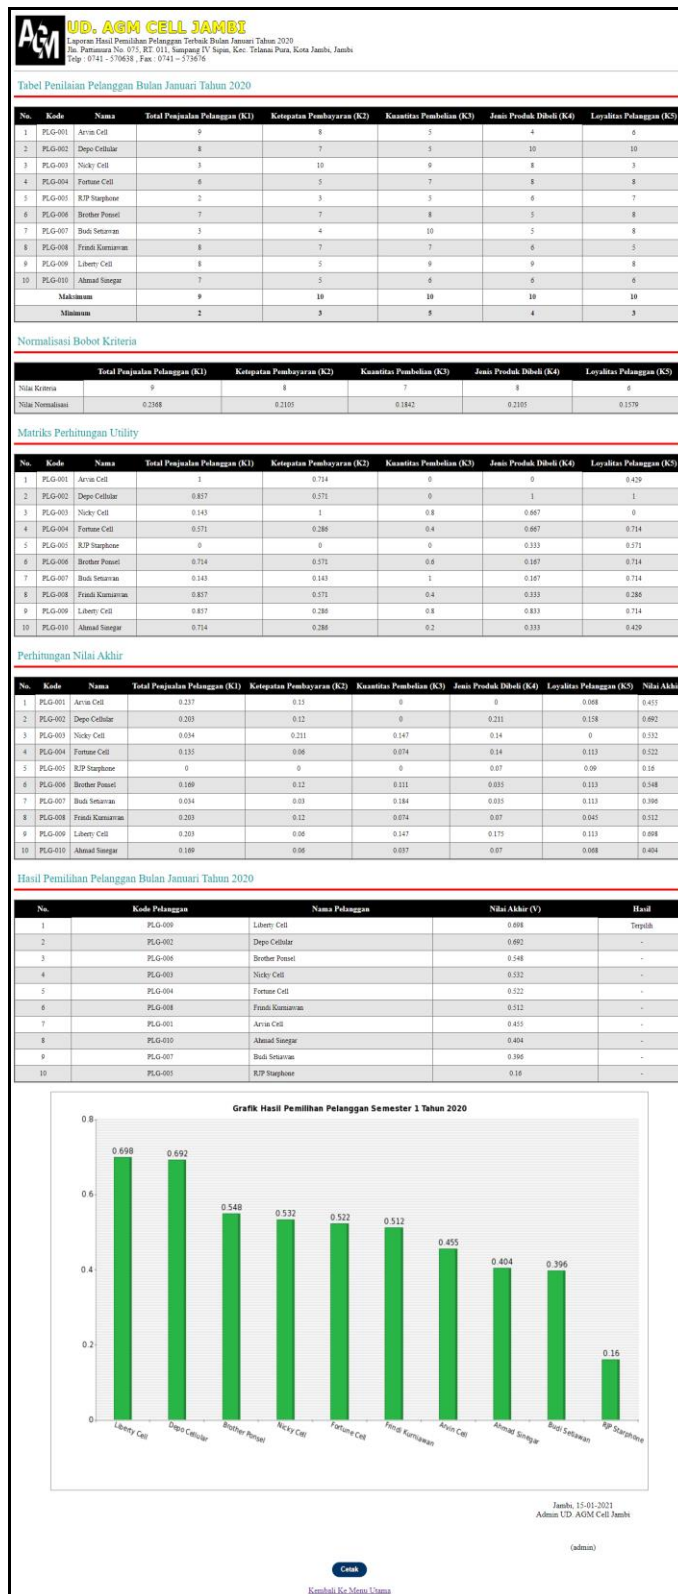 AGM
UD. AGM CELL JAMBI
Laporan Hasil Pemilihan Pelanggan Terbaik Bulan Januari Tahun 2020
Jln. Pattimura No. 075, RT. 011, Simpang IV Sipin, Kec. Telanai Pura, Kota Jambi, Jambi
Telp : 0741 - 570638 , Fax : 0741 – 573676
Tabel Penilaian Pelanggan Bulan Januari Tahun 2020
No. Kode Nama Total Penjualan Pelanggan (K1) Ketepatan Pembayaran (K2) Kuantitas Pembelian (K3) Jenis Produk Dibeli (K4) Loyalitas Pelanggan (K5)
1 PLG-001 Arvin Cell 9 8 5 4 6
2 PLG-002 Depo Cellular 8 7 5 10 10
3 PLG-003 Nicky Cell 3 10 9 8 3
4 PLG-004 Fortune Cell 6 5 7 8 8
5 PLG-005 RJP Starphone 2 3 5 6 7
6 PLG-006 Brother Ponsel 7 7 8 5 8
7 PLG-007 Budi Setiawan 3 4 10 5 8
8 PLG-008 Frindi Kurniawan 8 7 7 6 5
9 PLG-009 Liberty Cell 8 5 9 9 8
10 PLG-010 Ahmad Sinegar 7 5 6 6 6
Maksimum 9 10 10 10 10
Minimum 2 3 5 4 3
Normalisasi Bobot Kriteria
Total Penjualan Pelanggan (K1) Ketepatan Pembayaran (K2) Kuantitas Pembelian (K3) Jenis Produk Dibeli (K4) Loyalitas Pelanggan (K5)
Nilai Kriteria 9 8 7 8 6
Nilai Normalisasi 0.2368 0.2105 0.1842 0.2105 0.1579
Matriks Perhitungan Utility
No. Kode Nama Total Penjualan Pelanggan (K1) Ketepatan Pembayaran (K2) Kuantitas Pembelian (K3) Jenis Produk Dibeli (K4) Loyalitas Pelanggan (K5)
1 PLG-001 Arvin Cell 1 0.714 0 0 0.429
2 PLG-002 Depo Cellular 0.857 0.571 0 1 1
3 PLG-003 Nicky Cell 0.143 1 0.8 0.667 0
4 PLG-004 Fortune Cell 0.571 0.286 0.4 0.667 0.714
5 PLG-005 RJP Starphone 0 0 0 0.333 0.571
6 PLG-006 Brother Ponsel 0.714 0.571 0.6 0.167 0.714
7 PLG-007 Budi Setiawan 0.143 0.143 1 0.167 0.714
8 PLG-008 Frindi Kurniawan 0.857 0.571 0.4 0.333 0.286
9 PLG-009 Liberty Cell 0.857 0.286 0.8 0.833 0.714
10 PLG-010 Ahmad Sinegar 0.714 0.286 0.2 0.333 0.429
Perhitungan Nilai Akhir
No. Kode Nama Total Penjualan Pelanggan (K1) Ketepatan Pembayaran (K2) Kuantitas Pembelian (K3) Jenis Produk Dibeli (K4) Loyalitas Pelanggan (K5) Nilai Akhir
1 PLG-001 Arvin Cell 0.237 0.15 0 0 0.068 0.455
2 PLG-002 Depo Cellular 0.203 0.12 0 0.211 0.158 0.692
3 PLG-003 Nicky Cell 0.034 0.211 0.147 0.14 0 0.532
4 PLG-004 Fortune Cell 0.135 0.06 0.074 0.14 0.113 0.522
5 PLG-005 RJP Starphone 0 0 0 0.07 0.09 0.16
6 PLG-006 Brother Ponsel 0.169 0.12 0.111 0.035 0.113 0.548
7 PLG-007 Budi Setiawan 0.034 0.03 0.184 0.035 0.113 0.396
8 PLG-008 Frindi Kurniawan 0.203 0.12 0.074 0.07 0.045 0.512
9 PLG-009 Liberty Cell 0.203 0.06 0.147 0.175 0.113 0.698
10 PLG-010 Ahmad Sinegar 0.169 0.06 0.037 0.07 0.068 0.404
Hasil Pemilihan Pelanggan Bulan Januari Tahun 2020
No. Kode Pelanggan Nama Pelanggan Nilai Akhir (V) Hasil
1 PLG-009 Liberty Cell 0.698 Terpilih
2 PLG-002 Depo Cellular 0.692 -
3 PLG-006 Brother Ponsel 0.548 -
4 PLG-003 Nicky Cell 0.532 -
5 PLG-004 Fortune Cell 0.522 -
6 PLG-008 Frindi Kurniawan 0.512 -
7 PLG-001 Arvin Cell 0.455 -
8 PLG-010 Ahmad Sinegar 0.404 -
9 PLG-007 Budi Setiawan 0.396 -
10 PLG-005 RJP Starphone 0.16 -
Grafik Hasil Pemilihan Pelanggan Semester 1 Tahun 2020
0.8
0.698 0.692
0.6
0.548 0.532 0.522 0.512
0.455
0.4
0.404 0.396
0.2
0.16
0
Liberty Cell Depo Cellular Brother Ponsel Nicky Cell Fortune Cell Frindi Kurniawan Arvin Cell Ahmad Sinegar Budi Setiawan RJP Starphone
Jambi, 15-01-2021
Admin UD. AGM Cell Jambi
(admin)
Cetak
Kembali Ke Menu Utama